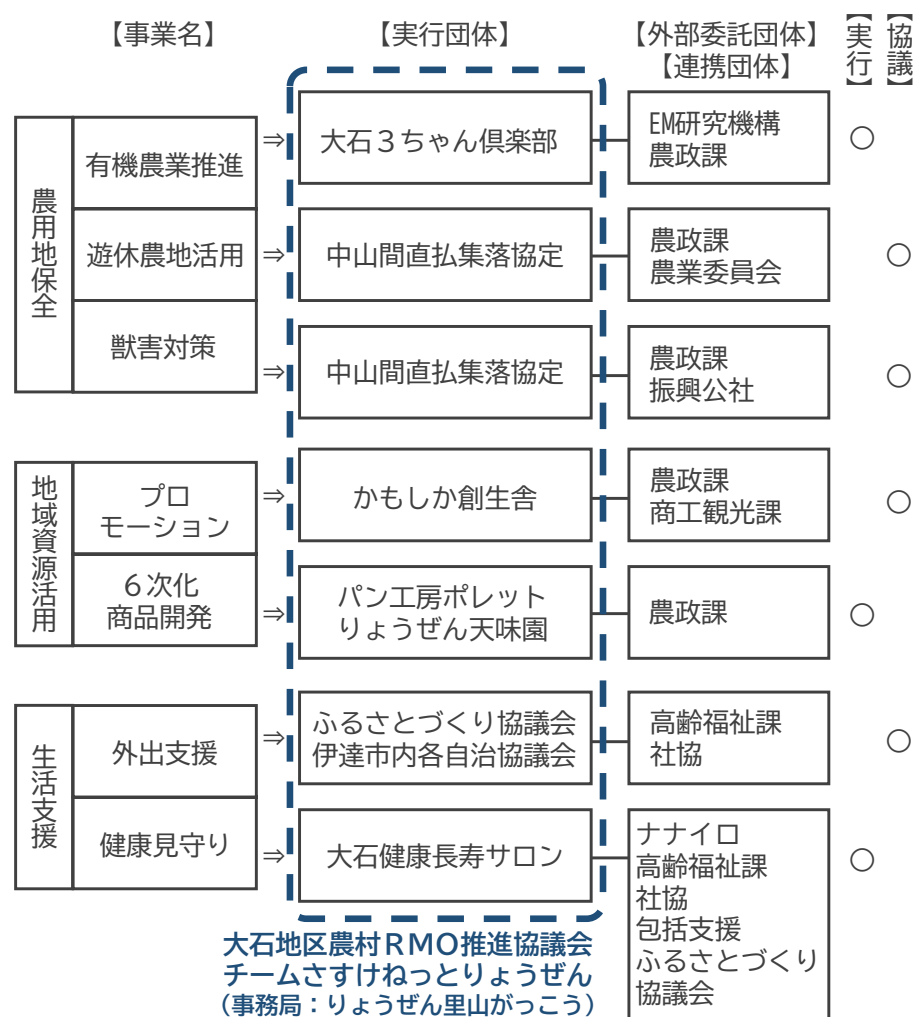 【事業名】
【実行団体】
【外部委託団体】
【連携団体】
【実行】
【協議】
農用地保全
有機農業推進
⇒
大石３ちゃん倶楽部
EM研究機構
農政課
○
遊休農地活用
⇒
中山間直払集落協定
農政課
農業委員会
○
獣害対策
⇒
中山間直払集落協定
農政課
振興公社
○
地域資源活用
プロ
モーション
⇒
かもしか創生舎
農政課
商工観光課
○
６次化
商品開発
⇒
パン工房ポレット
りょうぜん天味園
農政課
○
生活支援
外出支援
⇒
ふるさとづくり協議会
伊達市内各自治協議会
高齢福祉課
社協
○
健康見守り
⇒
大石健康長寿サロン
ナナイロ
高齢福祉課
社協
包括支援
ふるさとづくり
協議会
○
大石地区農村ＲＭＯ推進協議会
チームさすけねっとりょうぜん
（事務局：りょうぜん里山がっこう）